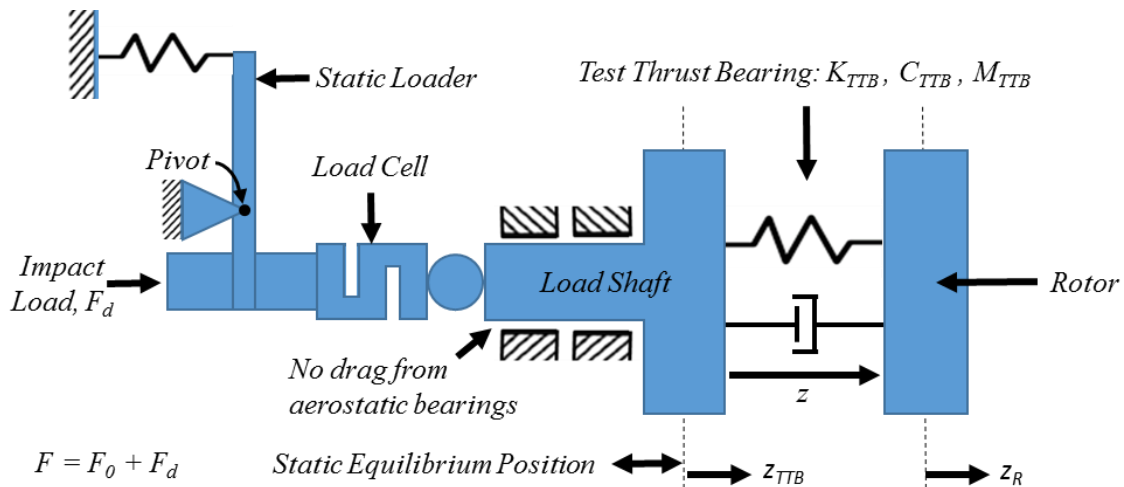 Static Loader
Test Thrust Bearing: K_TTB , C_TTB , M_TTB
Pivot
Load Cell
Impact
Load, F_d
Load Shaft
Rotor
No drag from
aerostatic bearings
z
F = F_0 + F_d
Static Equilibrium Position
z_TTB
z_R